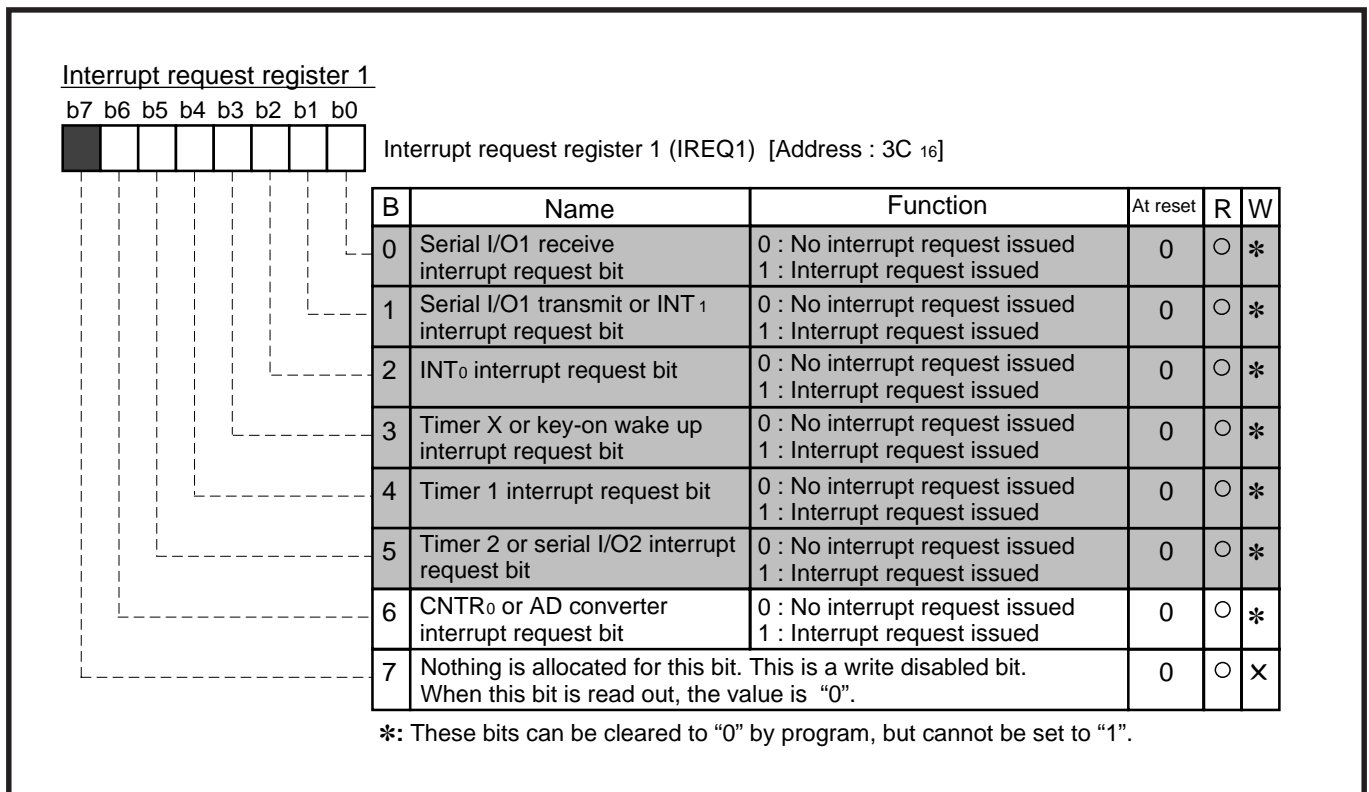 Interrupt request register 1
b7 b6 b5 b4 b3 b2 b1 b0
Interrupt request register 1 (IREQ1) [Address : 3C 16]
B Name Function At reset R W
0 Serial I/O1 receive 0 : No interrupt request issued 0 ○ ✻
interrupt request bit 1 : Interrupt request issued
1 Serial I/O1 transmit or INT 1 0 : No interrupt request issued 0 ○ ✻
interrupt request bit 1 : Interrupt request issued
2 INT0 interrupt request bit 0 : No interrupt request issued 0 ○ ✻
1 : Interrupt request issued
3 Timer X or key-on wake up 0 : No interrupt request issued 0 ○ ✻
interrupt request bit 1 : Interrupt request issued
4 Timer 1 interrupt request bit 0 : No interrupt request issued 0 ○ ✻
1 : Interrupt request issued
5 Timer 2 or serial I/O2 interrupt 0 : No interrupt request issued 0 ○ ✻
request bit 1 : Interrupt request issued
6 CNTR0 or AD converter 0 : No interrupt request issued 0 ○ ✻
interrupt request bit 1 : Interrupt request issued
7 Nothing is allocated for this bit. This is a write disabled bit. 0 ○ ×
When this bit is read out, the value is “0”.
✻: These bits can be cleared to “0” by program, but cannot be set to “1”.